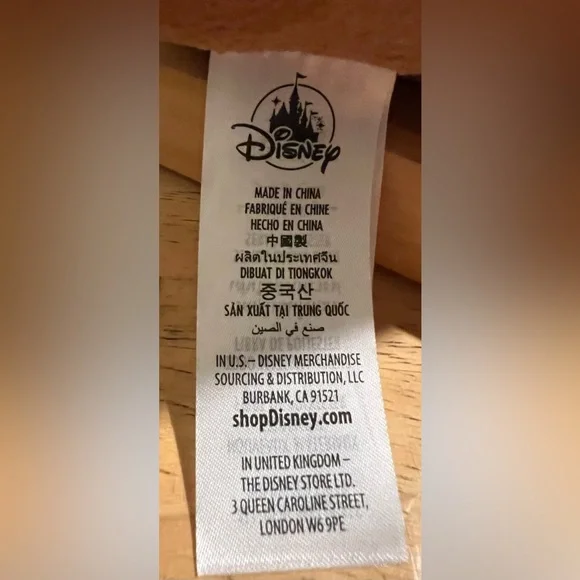 Disney
MADE IN CHINA
FABRIQUÉ EN CHINE
HECHO EN CHINA
中國製
ผลิตในประเทศจีน
DIBUAT DI TIONGKOK
중국산
SẢN XUẤT TẠI TRUNG QUỐC
صنع في الصين
IN U.S. – DISNEY MERCHANDISE
SOURCING & DISTRIBUTION, LLC
BURBANK, CA 91521
shopDisney.com
IN UNITED KINGDOM –
THE DISNEY STORE LTD.
3 QUEEN CAROLINE STREET,
LONDON W6 9PE